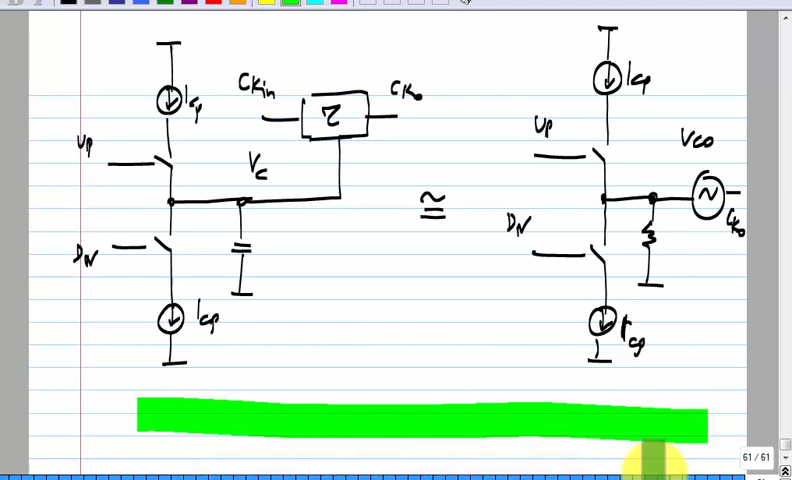 Icp
Ckin
τ
Cko
UP
Vc
DN
Icp
≅
Icp
UP
VCO
DN
Cko
Icp
61 / 61